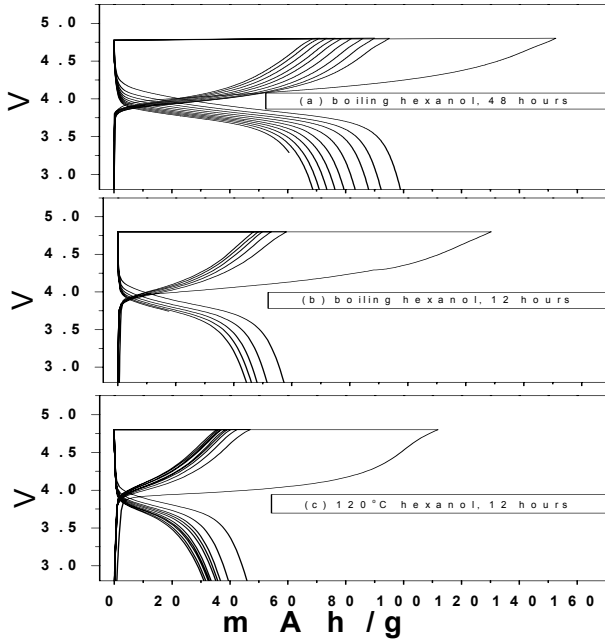 5.0
4.5
4.0
3.5
3.0
V
(a) boiling hexanol, 48 hours
5.0
4.5
4.0
3.5
3.0
V
(b) boiling hexanol, 12 hours
5.0
4.5
4.0
3.5
3.0
V
(c) 120°C hexanol, 12 hours
0 20 40 60 80 100 120 140 160
mAh/g